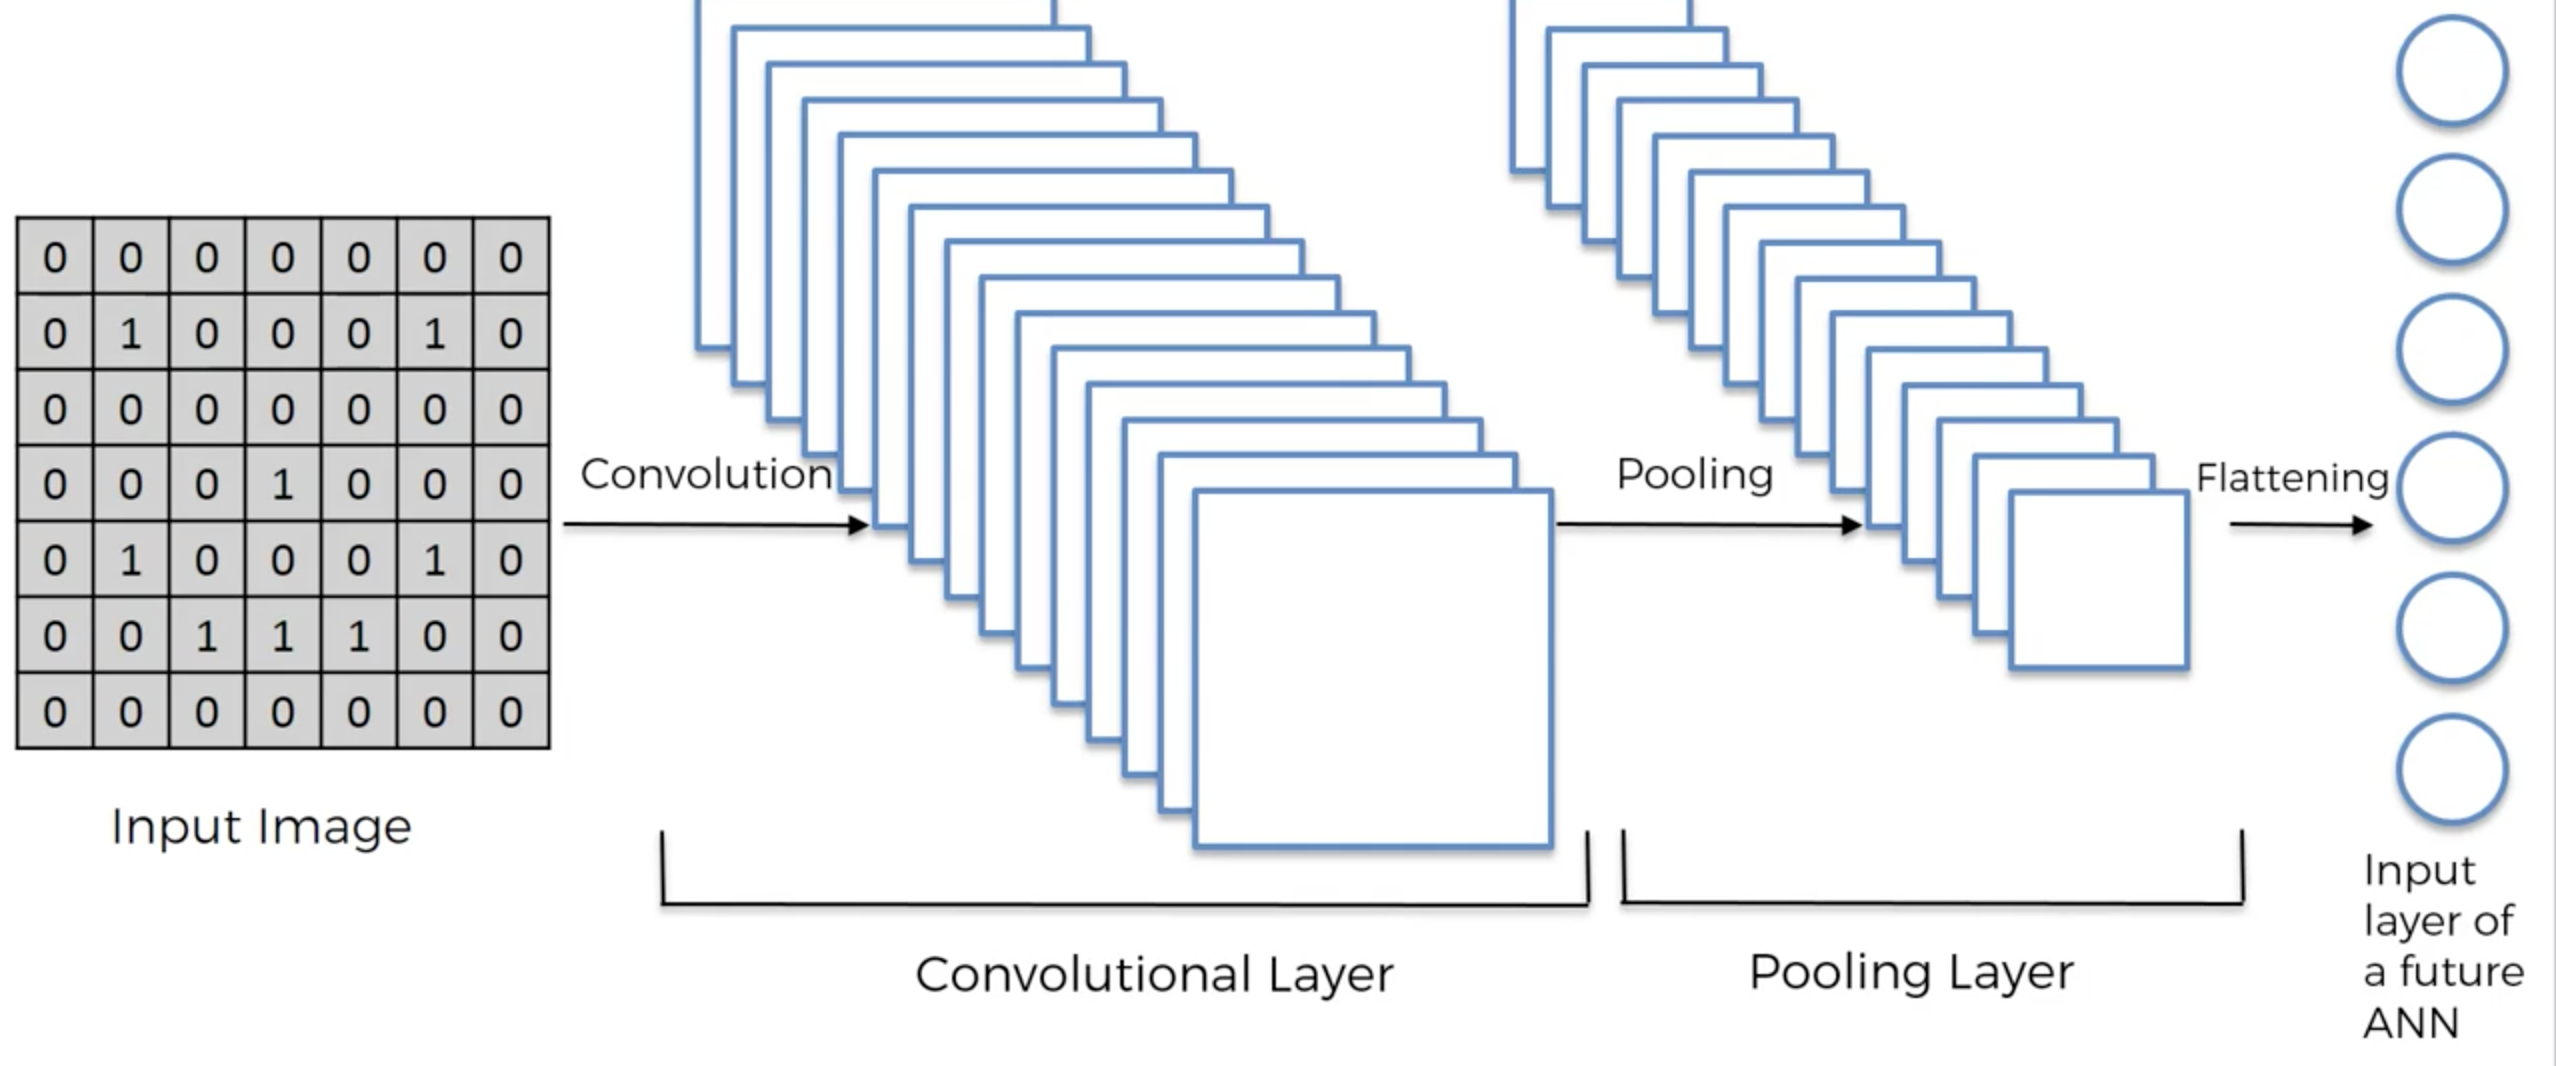 0 0 0 0 0 0 0
0 1 0 0 0 1 0
0 0 0 0 0 0 0
0 0 0 1 0 0 0
0 1 0 0 0 1 0
0 0 1 1 1 0 0
0 0 0 0 0 0 0
Input Image
Convolution
Convolutional Layer
Pooling
Pooling Layer
Flattening
Input
layer of
a future
ANN